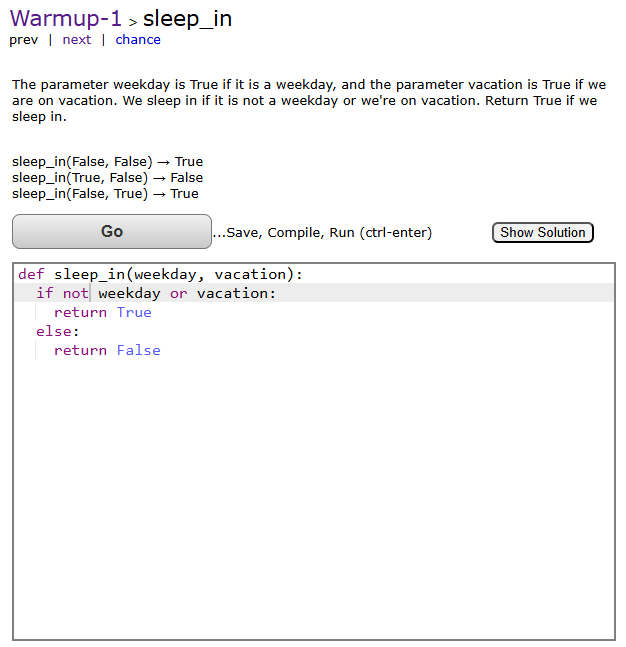 Warmup-1 > sleep_in
prev | next | chance
The parameter weekday is True if it is a weekday, and the parameter vacation is True if we
are on vacation. We sleep in if it is not a weekday or we're on vacation. Return True if we
sleep in.
sleep_in(False, False) → True
sleep_in(True, False) → False
sleep_in(False, True) → True
Go ...Save, Compile, Run (ctrl-enter) Show Solution
def sleep_in(weekday, vacation):
  if not weekday or vacation:
    return True
  else:
    return False